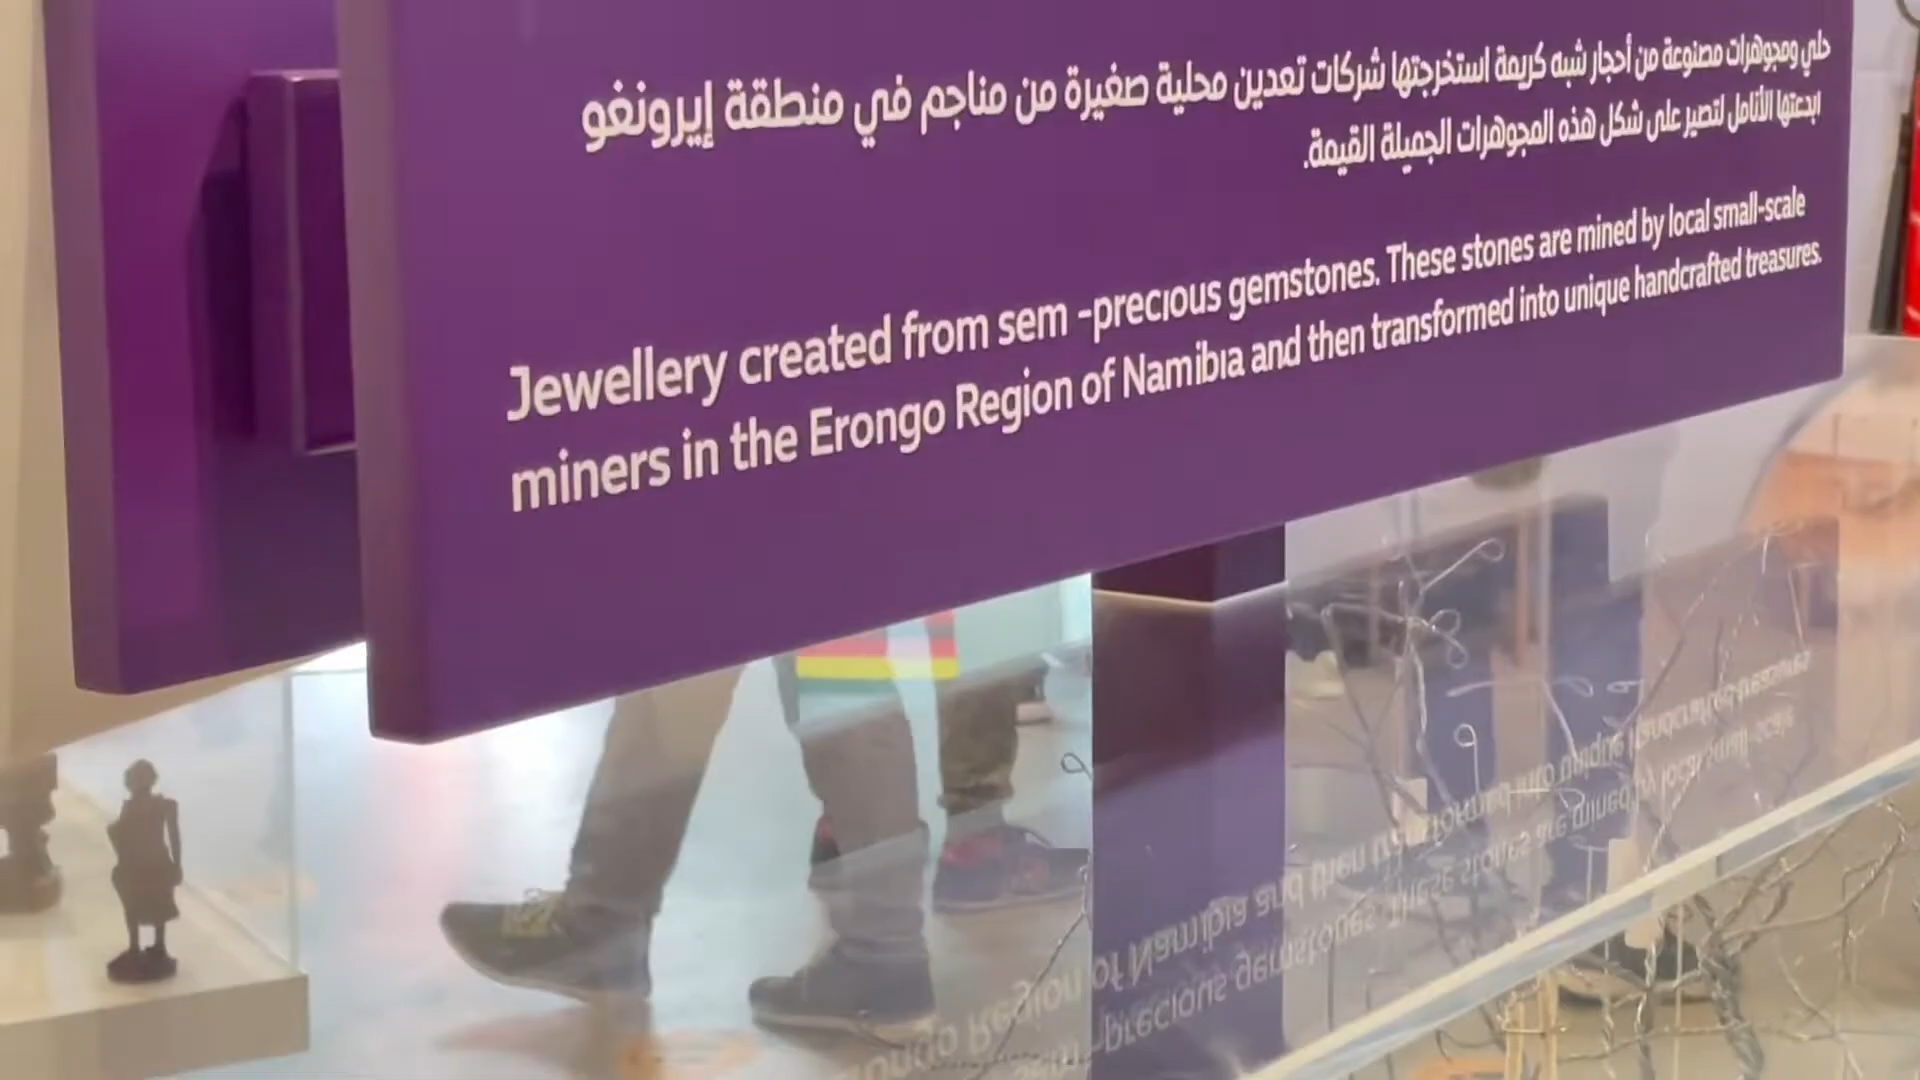 حلي ومجوهرات مصنوعة من أحجار شبه كريمة استخرجتها شركات تعدين محلية صغيرة من مناجم في منطقة إيرونغو
ابدعتها الأنامل لتصير على شكل هذه المجوهرات الجميلة القيمة.
Jewellery created from sem -precious gemstones. These stones are mined by local small-scale
miners in the Erongo Region of Namibia and then transformed into unique handcrafted treasures.